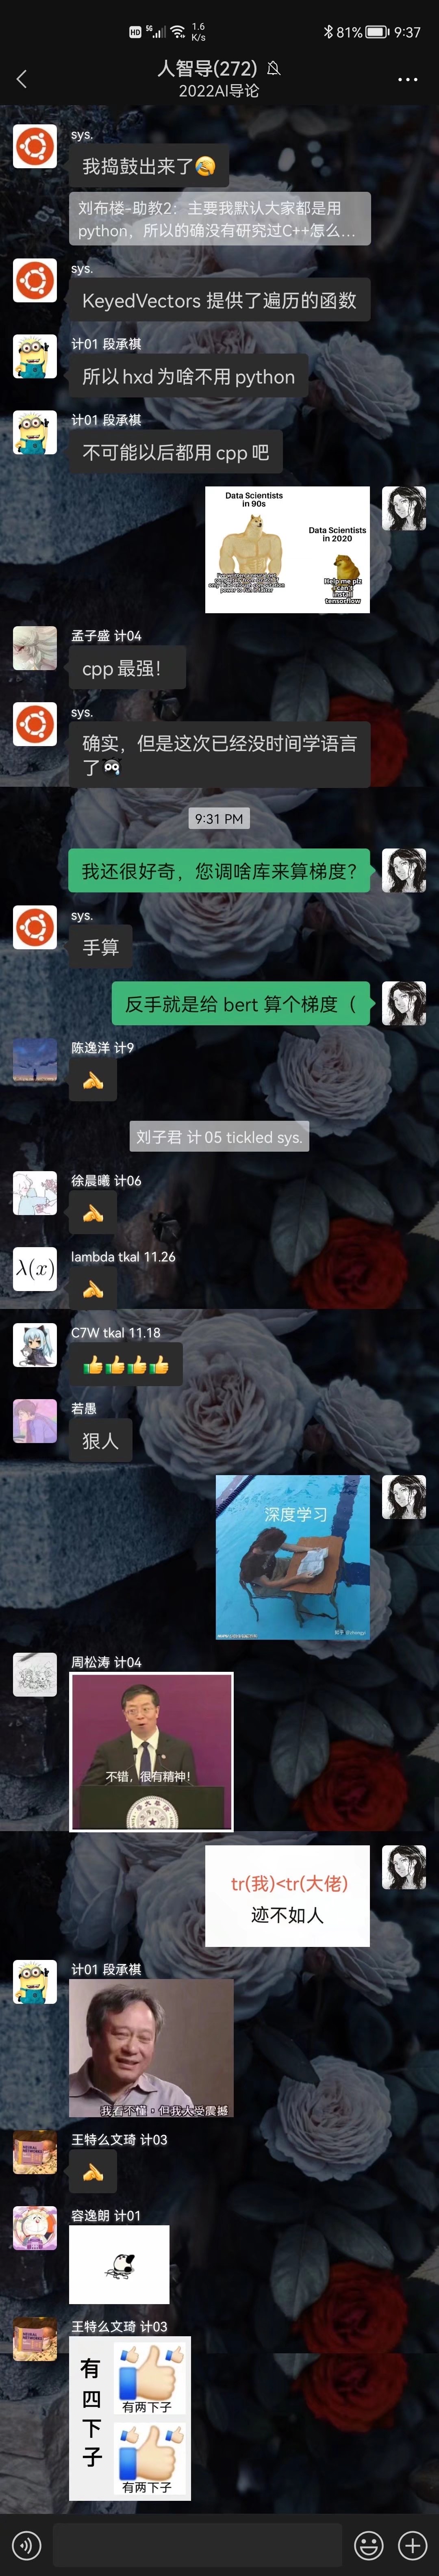 HD 5G 1.6 K/s 81% 9:37
人智导(272)
2022AI导论
sys.
我捣鼓出来了
刘布楼-助教2：主要我默认大家都是用
python，所以的确没有研究过C++怎么...
sys.
KeyedVectors 提供了遍历的函数
计01 段承祺
所以 hxd 为啥不用 python
计01 段承祺
不可能以后都用 cpp 吧
Data Scientists
in 90s
Data Scientists
in 2020
power to run it faster
Help me plz
I can't
install
tensorflow
孟子盛 计04
cpp 最强！
sys.
确实，但是这次已经没时间学语言
了
9:31 PM
我还很好奇，您调啥库来算梯度？
sys.
手算
反手就是给 bert 算个梯度（
陈逸洋 计9
刘子君 计 05 tickled sys.
徐晨曦 计06
λ(x)
lambda tkal 11.26
C7W tkal 11.18
若愚
狠人
深度学习
周松涛 计04
不错，很有精神！
tr(我)<tr(大佬)
迹不如人
计01 段承祺
我看不懂，但我大受震撼
王特么文琦 计03
容逸朗 计01
王特么文琦 计03
有四下子
有两下子
有两下子